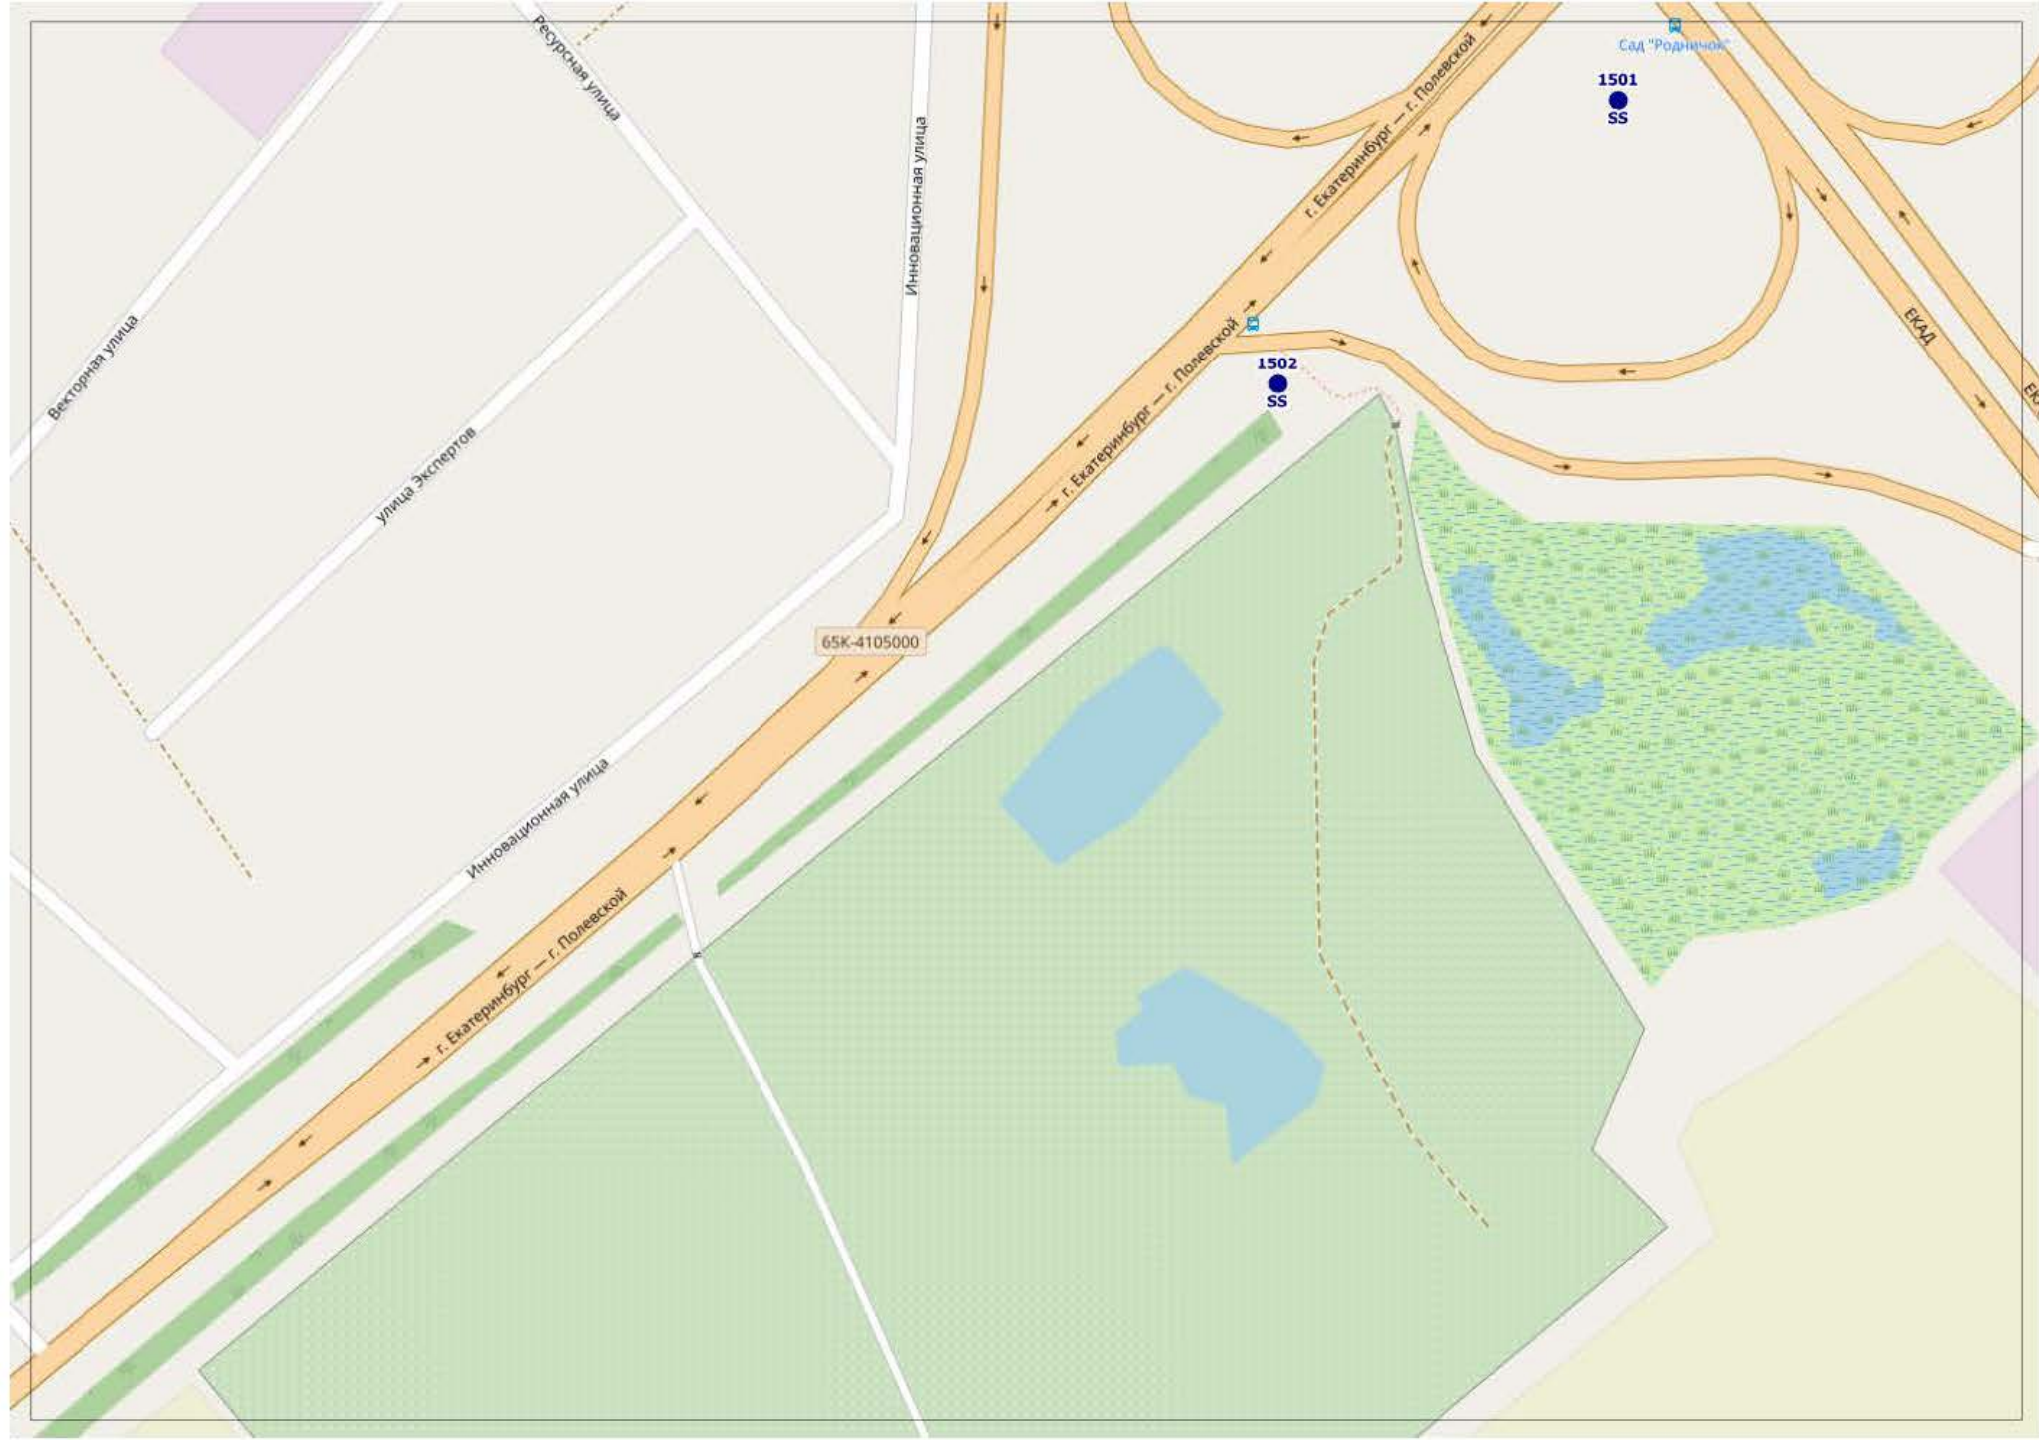 Ресурсная улица
г. Екатеринбург — г. Полевской
Сад "Родничок"
1501
SS
Инновационная улица
Векторная улица
ЕКАД
1502
SS
г. Екатеринбург — г. Полевской
улица Экспертов
65К-4105000
Инновационная улица
г. Екатеринбург — г. Полевской